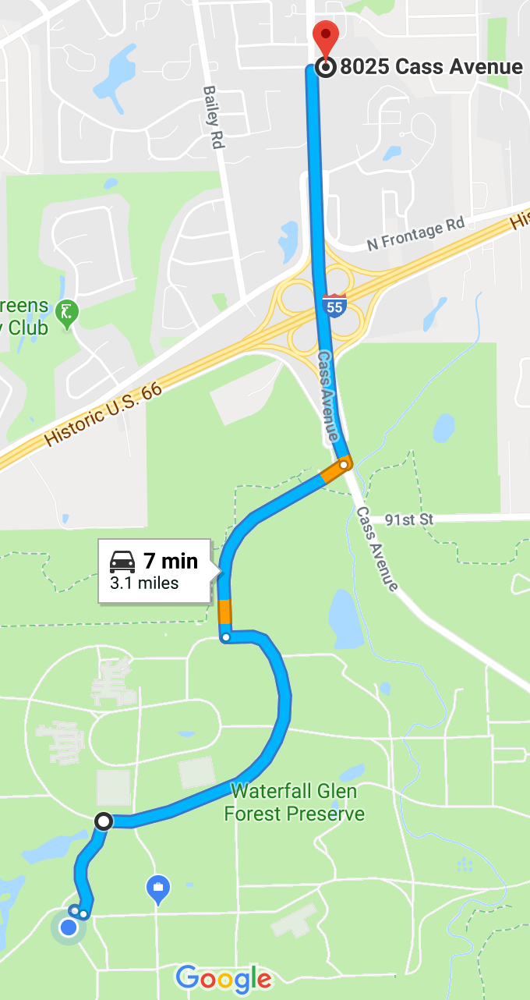 8025 Cass Avenue
Bailey Rd
N Frontage Rd
His
reens
y Club
55
Cass Avenue
Historic U.S. 66
91st St
Cass Avenue
7 min
3.1 miles
Waterfall Glen
Forest Preserve
Google